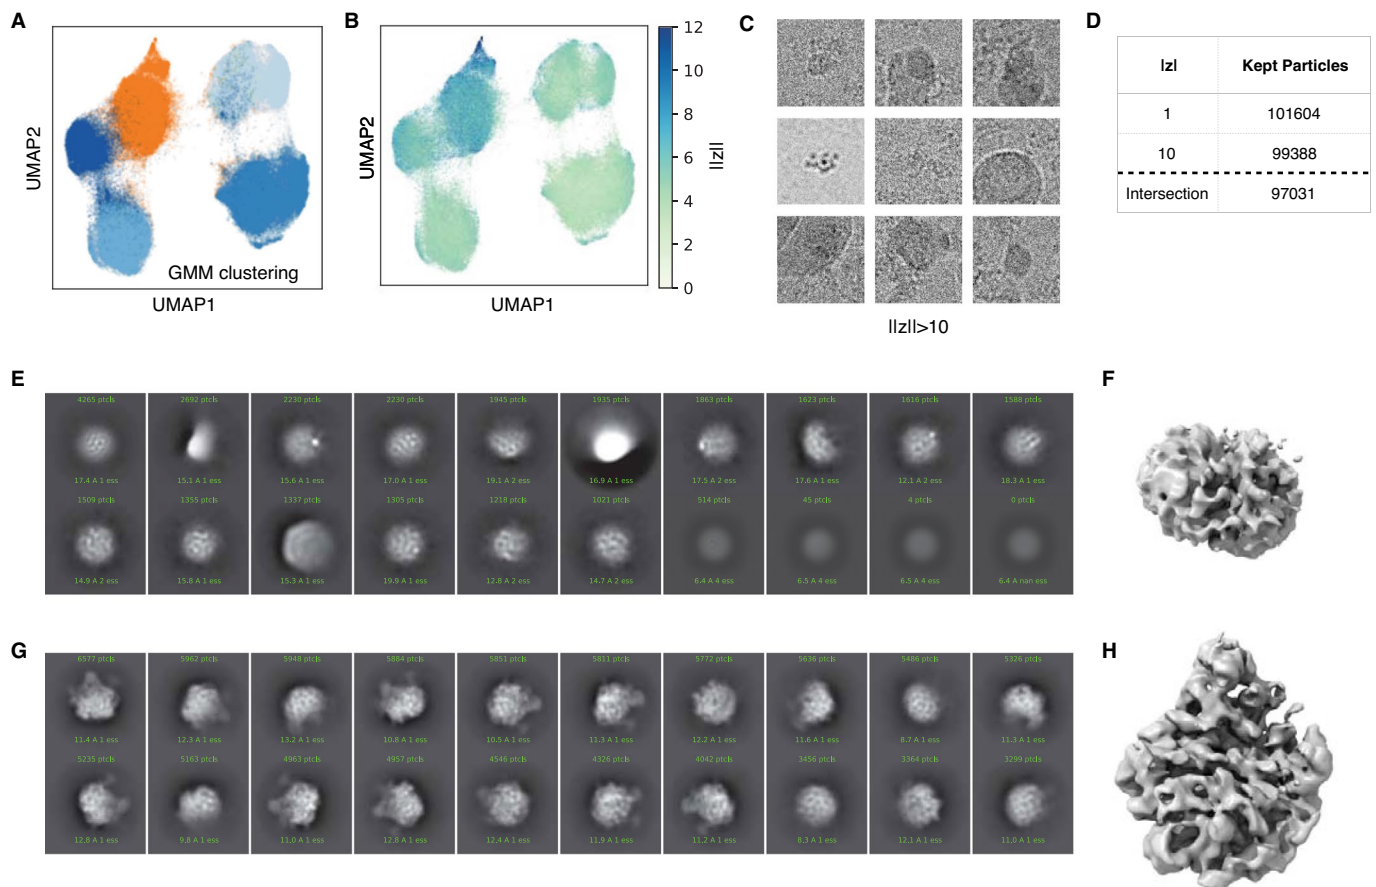 A
B
C
D
UMAP2
GMM clustering
UMAP1
UMAP2
UMAP1
12
10
8
6
4
2
0
||z||
||z||>10
|z| Kept Particles
1 101604
10 99388
Intersection 97031
E
F
4265 ptcls 2692 ptcls 2230 ptcls 2230 ptcls 1945 ptcls 1935 ptcls 1863 ptcls 1623 ptcls 1616 ptcls 1588 ptcls
17.4 A 1 ess 15.1 A 1 ess 15.6 A 1 ess 17.0 A 1 ess 19.1 A 2 ess 16.9 A 1 ess 17.5 A 2 ess 17.6 A 1 ess 12.1 A 2 ess 18.3 A 1 ess
1509 ptcls 1355 ptcls 1337 ptcls 1305 ptcls 1218 ptcls 1021 ptcls 514 ptcls 45 ptcls 4 ptcls 0 ptcls
14.9 A 2 ess 15.8 A 1 ess 15.3 A 1 ess 19.9 A 1 ess 12.8 A 2 ess 14.7 A 2 ess 6.4 A 4 ess 6.5 A 4 ess 6.5 A 4 ess 6.4 A nan ess
G
H
6577 ptcls 5962 ptcls 5948 ptcls 5884 ptcls 5851 ptcls 5811 ptcls 5772 ptcls 5636 ptcls 5486 ptcls 5326 ptcls
11.4 A 1 ess 12.3 A 1 ess 13.2 A 1 ess 10.8 A 1 ess 10.5 A 1 ess 11.3 A 1 ess 12.2 A 1 ess 11.6 A 1 ess 8.7 A 1 ess 11.3 A 1 ess
5235 ptcls 5163 ptcls 4963 ptcls 4957 ptcls 4546 ptcls 4326 ptcls 4042 ptcls 3456 ptcls 3364 ptcls 3299 ptcls
12.8 A 1 ess 9.8 A 1 ess 11.0 A 1 ess 12.8 A 1 ess 12.4 A 1 ess 11.9 A 1 ess 11.2 A 1 ess 8.3 A 1 ess 12.1 A 1 ess 11.0 A 1 ess